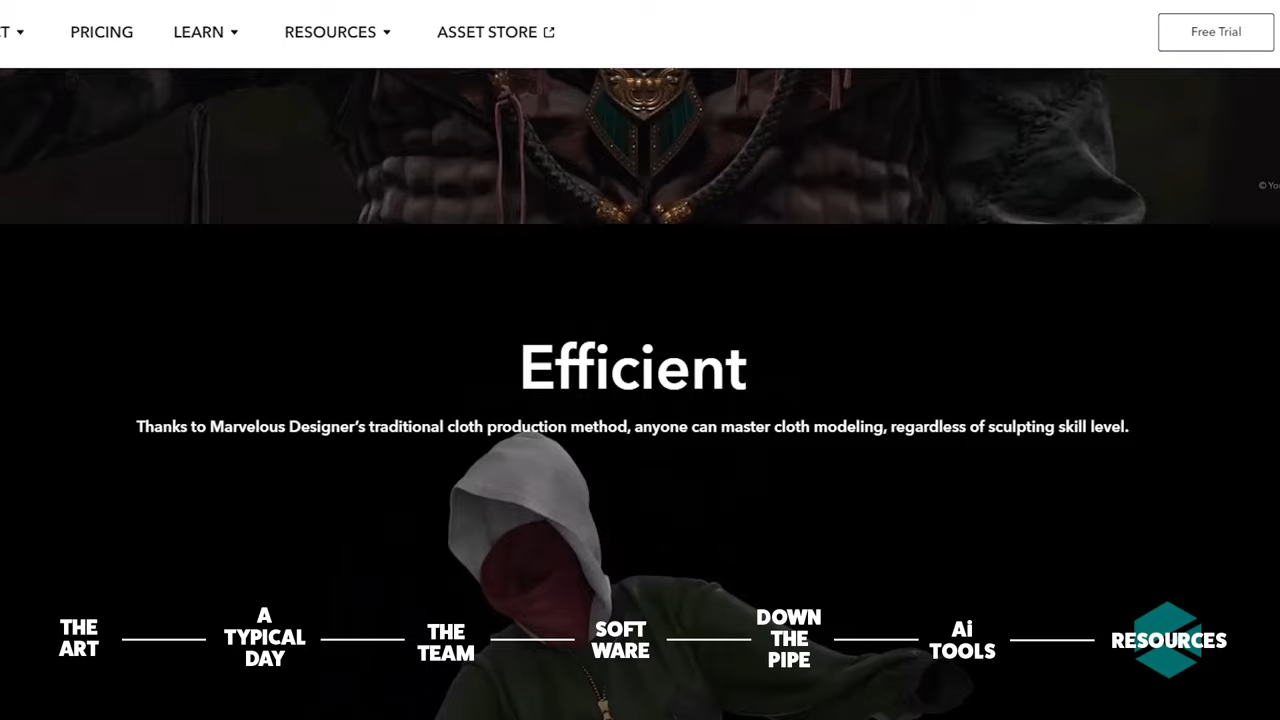 PRICING
LEARN
RESOURCES
ASSET STORE
Free Trial
Efficient
Thanks to Marvelous Designer's traditional cloth production method, anyone can master cloth modeling, regardless of sculpting skill level.
THE
ART
A
TYPICAL
DAY
THE
TEAM
SOFT
WARE
DOWN
THE
PIPE
Ai
TOOLS
RESOURCES